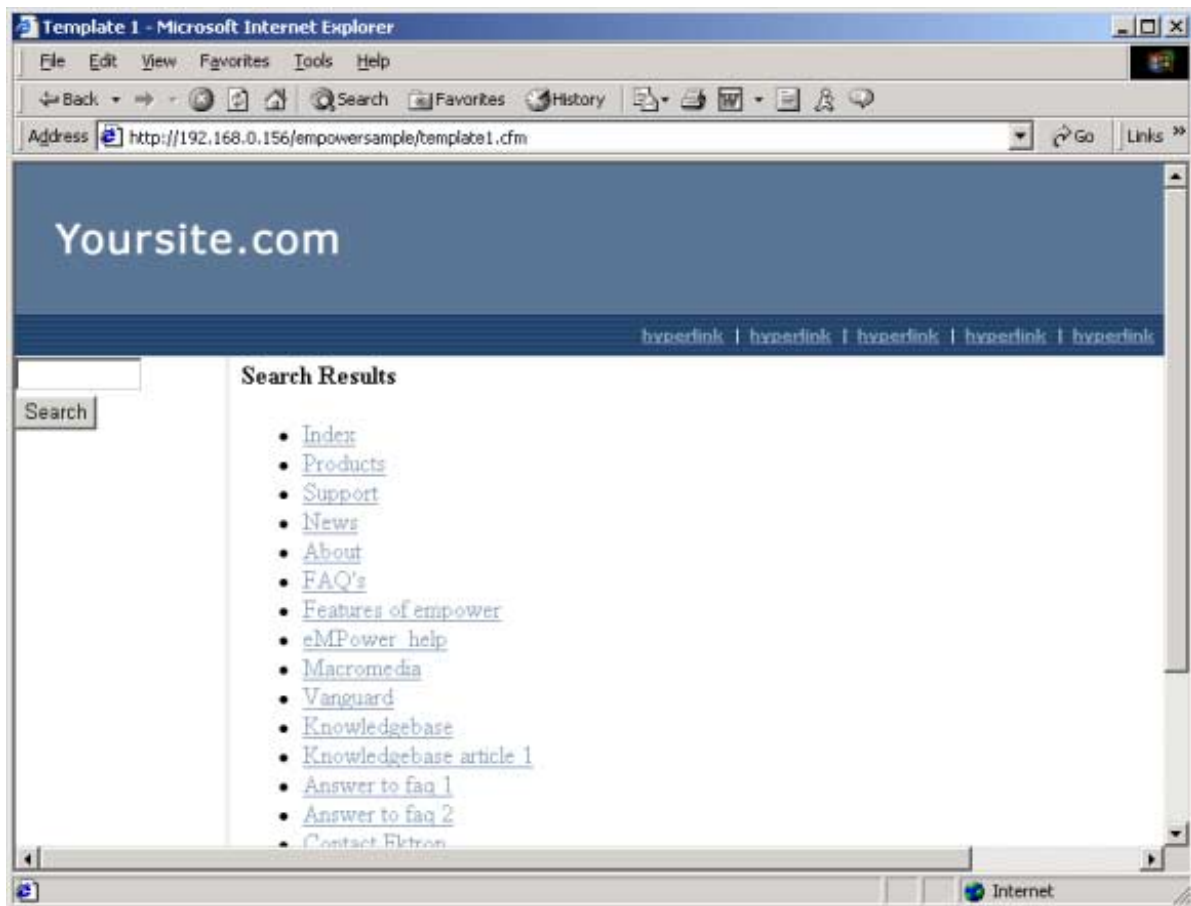 Template 1 - Microsoft Internet Explorer
File Edit View Favorites Tools Help
Back Search Favorites History
Address http://192.168.0.156/empowersample/template1.cfm Go Links »
Yoursite.com
hyperlink | hyperlink | hyperlink | hyperlink | hyperlink
Search Results
Search
• Index
• Products
• Support
• News
• About
• FAQ's
• Features of empower
• eMPower help
• Macromedia
• Vanguard
• Knowledgebase
• Knowledgebase article 1
• Answer to faq 1
• Answer to faq 2
• Contact Ektron
Internet